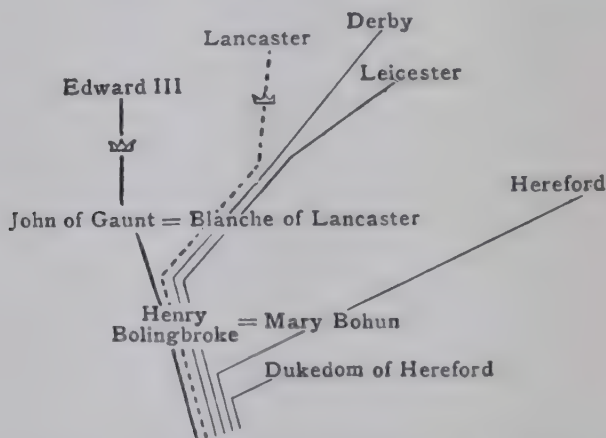 Derby
Lancaster
Leicester
Edward III
Hereford
John of Gaunt = Blanche of Lancaster
Henry
Bolingbroke = Mary Bohun
Dukedom of Hereford